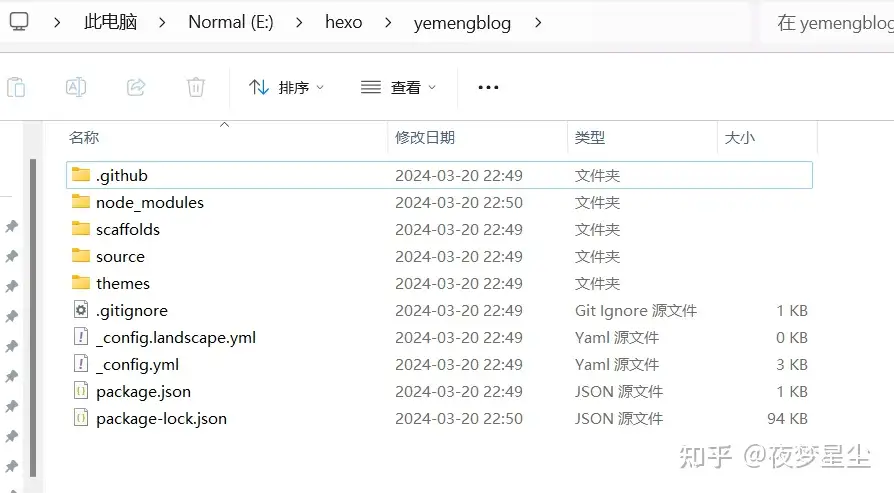 此电脑 > Normal (E:) > hexo > yemengblog >
在 yemengblog
排序 查看 ...
名称 修改日期 类型 大小
.github 2024-03-20 22:49 文件夹
node_modules 2024-03-20 22:50 文件夹
scaffolds 2024-03-20 22:49 文件夹
source 2024-03-20 22:49 文件夹
themes 2024-03-20 22:49 文件夹
.gitignore 2024-03-20 22:49 Git Ignore 源文件 1 KB
_config.landscape.yml 2024-03-20 22:49 Yaml 源文件 0 KB
_config.yml 2024-03-20 22:49 Yaml 源文件 3 KB
package.json 2024-03-20 22:49 JSON 源文件 1 KB
package-lock.json 2024-03-20 22:50 JSON 源文件 94 KB
知乎 @夜梦星尘